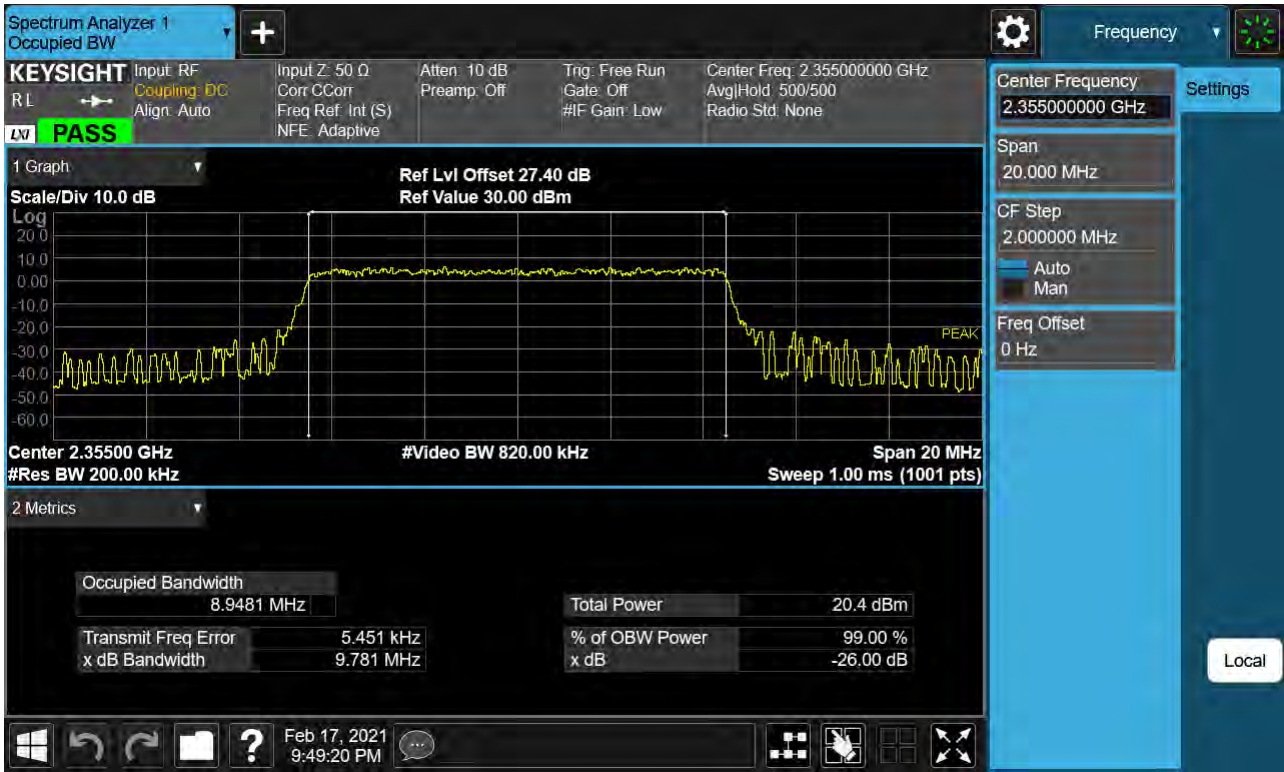 Spectrum Analyzer 1
Occupied BW
+
Frequency
KEYSIGHT
RL
LXI
PASS
Input: RF
Coupling: DC
Align: Auto
Input Z: 50 Ω
Corr CCorr
Freq Ref: Int (S)
NFE: Adaptive
Atten: 10 dB
Preamp: Off
Trig: Free Run
Gate: Off
#IF Gain: Low
Center Freq: 2.355000000 GHz
Avg|Hold: 500/500
Radio Std: None
Center Frequency
2.355000000 GHz
Settings
Span
20.000 MHz
CF Step
2.000000 MHz
Auto
Man
Freq Offset
0 Hz
Local
1 Graph
Ref Lvl Offset 27.40 dB
Scale/Div 10.0 dB
Ref Value 30.00 dBm
Log
20.0
10.0
0.00
-10.0
-20.0
-30.0
-40.0
-50.0
-60.0
PEAK
Center 2.35500 GHz
#Video BW 820.00 kHz
Span 20 MHz
#Res BW 200.00 kHz
Sweep 1.00 ms (1001 pts)
2 Metrics
Occupied Bandwidth
8.9481 MHz
Total Power 20.4 dBm
Transmit Freq Error 5.451 kHz
% of OBW Power 99.00 %
x dB Bandwidth 9.781 MHz
x dB -26.00 dB
?
Feb 17, 2021
9:49:20 PM